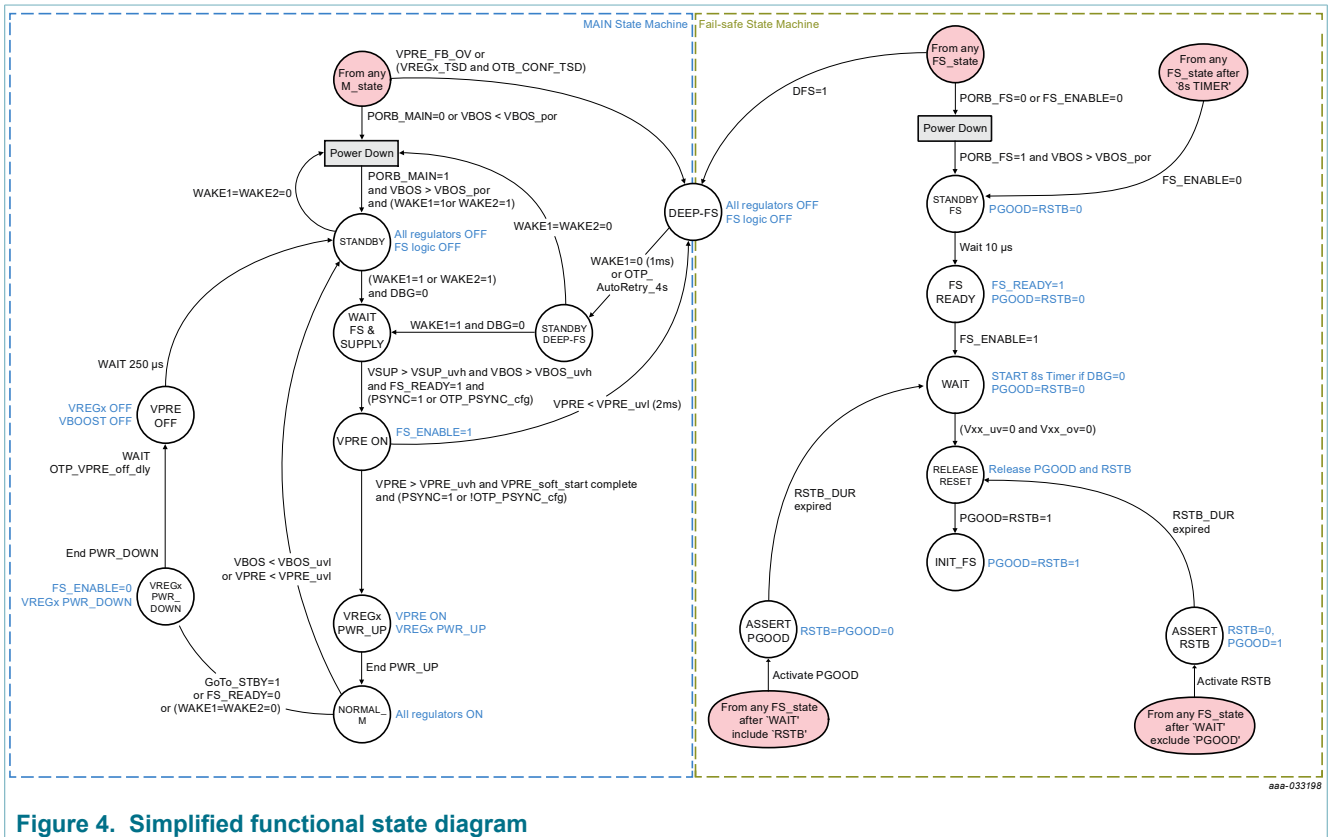 MAIN State Machine
Fail-safe State Machine
From any
M_state
VPRE_FB_OV or
(VREGx_TSD and OTB_CONF_TSD)
PORB_MAIN=0 or VBOS < VBOS_por
Power Down
PORB_MAIN=1
and VBOS > VBOS_por
and (WAKE1=1or WAKE2=1)
WAKE1=WAKE2=0
STANDBY
All regulators OFF
FS logic OFF
WAKE1=WAKE2=0
(WAKE1=1 or WAKE2=1)
and DBG=0
WAIT
FS &
SUPPLY
WAKE1=1 and DBG=0
STANDBY
DEEP-FS
WAKE1=0 (1ms)
or OTP_
AutoRetry_4s
DEEP-FS
All regulators OFF
FS logic OFF
VSUP > VSUP_uvh and VBOS > VBOS_uvh
and FS_READY=1 and
(PSYNC=1 or OTP_PSYNC_cfg)
VPRE < VPRE_uvl (2ms)
WAIT 250 µs
VREGx OFF
VBOOST OFF
VPRE
OFF
VPRE ON
FS_ENABLE=1
WAIT
OTP_VPRE_off_dly
VPRE > VPRE_uvh and VPRE_soft_start complete
and (PSYNC=1 or !OTP_PSYNC_cfg)
End PWR_DOWN
VBOS < VBOS_uvl
or VPRE < VPRE_uvl
FS_ENABLE=0
VREGx PWR_DOWN
VREGx
PWR_
DOWN
VREGx
PWR_UP
VPRE ON
VREGx PWR_UP
End PWR_UP
GoTo_STBY=1
or FS_READY=0
or (WAKE1=WAKE2=0)
NORMAL_
M
All regulators ON
From any
FS_state
From any
FS_state after
`8s TIMER'
DFS=1
PORB_FS=0 or FS_ENABLE=0
Power Down
PORB_FS=1 and VBOS > VBOS_por
FS_ENABLE=0
STANDBY
FS
PGOOD=RSTB=0
Wait 10 µs
FS
READY
FS_READY=1
PGOOD=RSTB=0
FS_ENABLE=1
WAIT
START 8s Timer if DBG=0
PGOOD=RSTB=0
(Vxx_uv=0 and Vxx_ov=0)
RELEASE
RESET
Release PGOOD and RSTB
RSTB_DUR
expired
PGOOD=RSTB=1
RSTB_DUR
expired
INIT_FS
PGOOD=RSTB=1
ASSERT
PGOOD
RSTB=PGOOD=0
ASSERT
RSTB
RSTB=0,
PGOOD=1
Activate PGOOD
Activate RSTB
From any FS_state
after `WAIT'
include `RSTB'
From any FS_state
after `WAIT'
exclude `PGOOD'
aaa-033198
Figure 4. Simplified functional state diagram